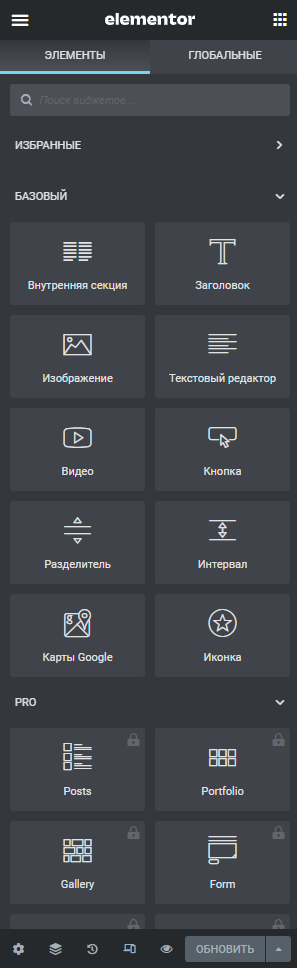 elementor
ЭЛЕМЕНТЫ
ГЛОБАЛЬНЫЕ
Поиск виджетов...
ИЗБРАННЫЕ
БАЗОВЫЙ
Внутренняя секция
Заголовок
Изображение
Текстовый редактор
Видео
Кнопка
Разделитель
Интервал
Карты Google
Иконка
PRO
Posts
Portfolio
Gallery
Form
ОБНОВИТЬ